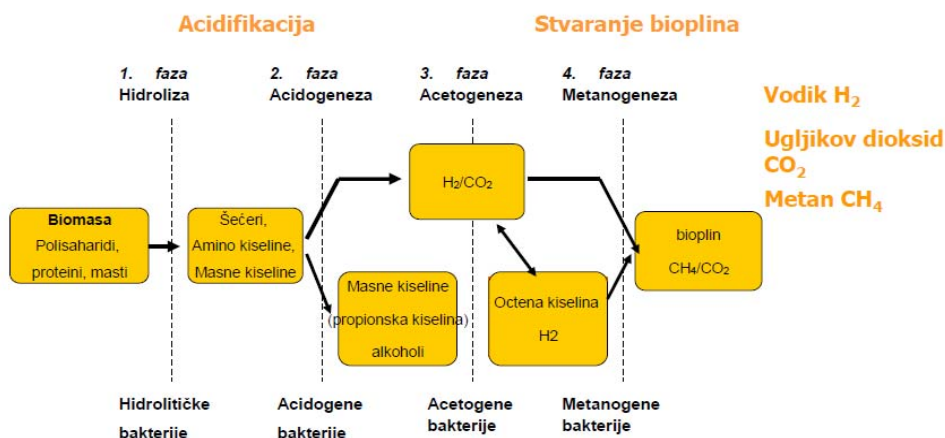 Acidifikacija
Stvaranje bioplina
1. faza
Hidroliza
2. faza
Acidogeneza
3. faza
Acetogeneza
4. faza
Metanogeneza
Vodik H₂
Ugljikov dioksid
CO₂
Metan CH₄
Biomasa
Polisaharidi,
proteini, masti
Šećeri,
Amino kiseline,
Masne kiseline
H₂/CO₂
Masne kiseline
(propionska kiselina)
alkoholi
Octena kiselina
H2
bioplin
CH₄/CO₂
Hidrolitičke
bakterije
Acidogene
bakterije
Acetogene
bakterije
Metanogene
bakterije